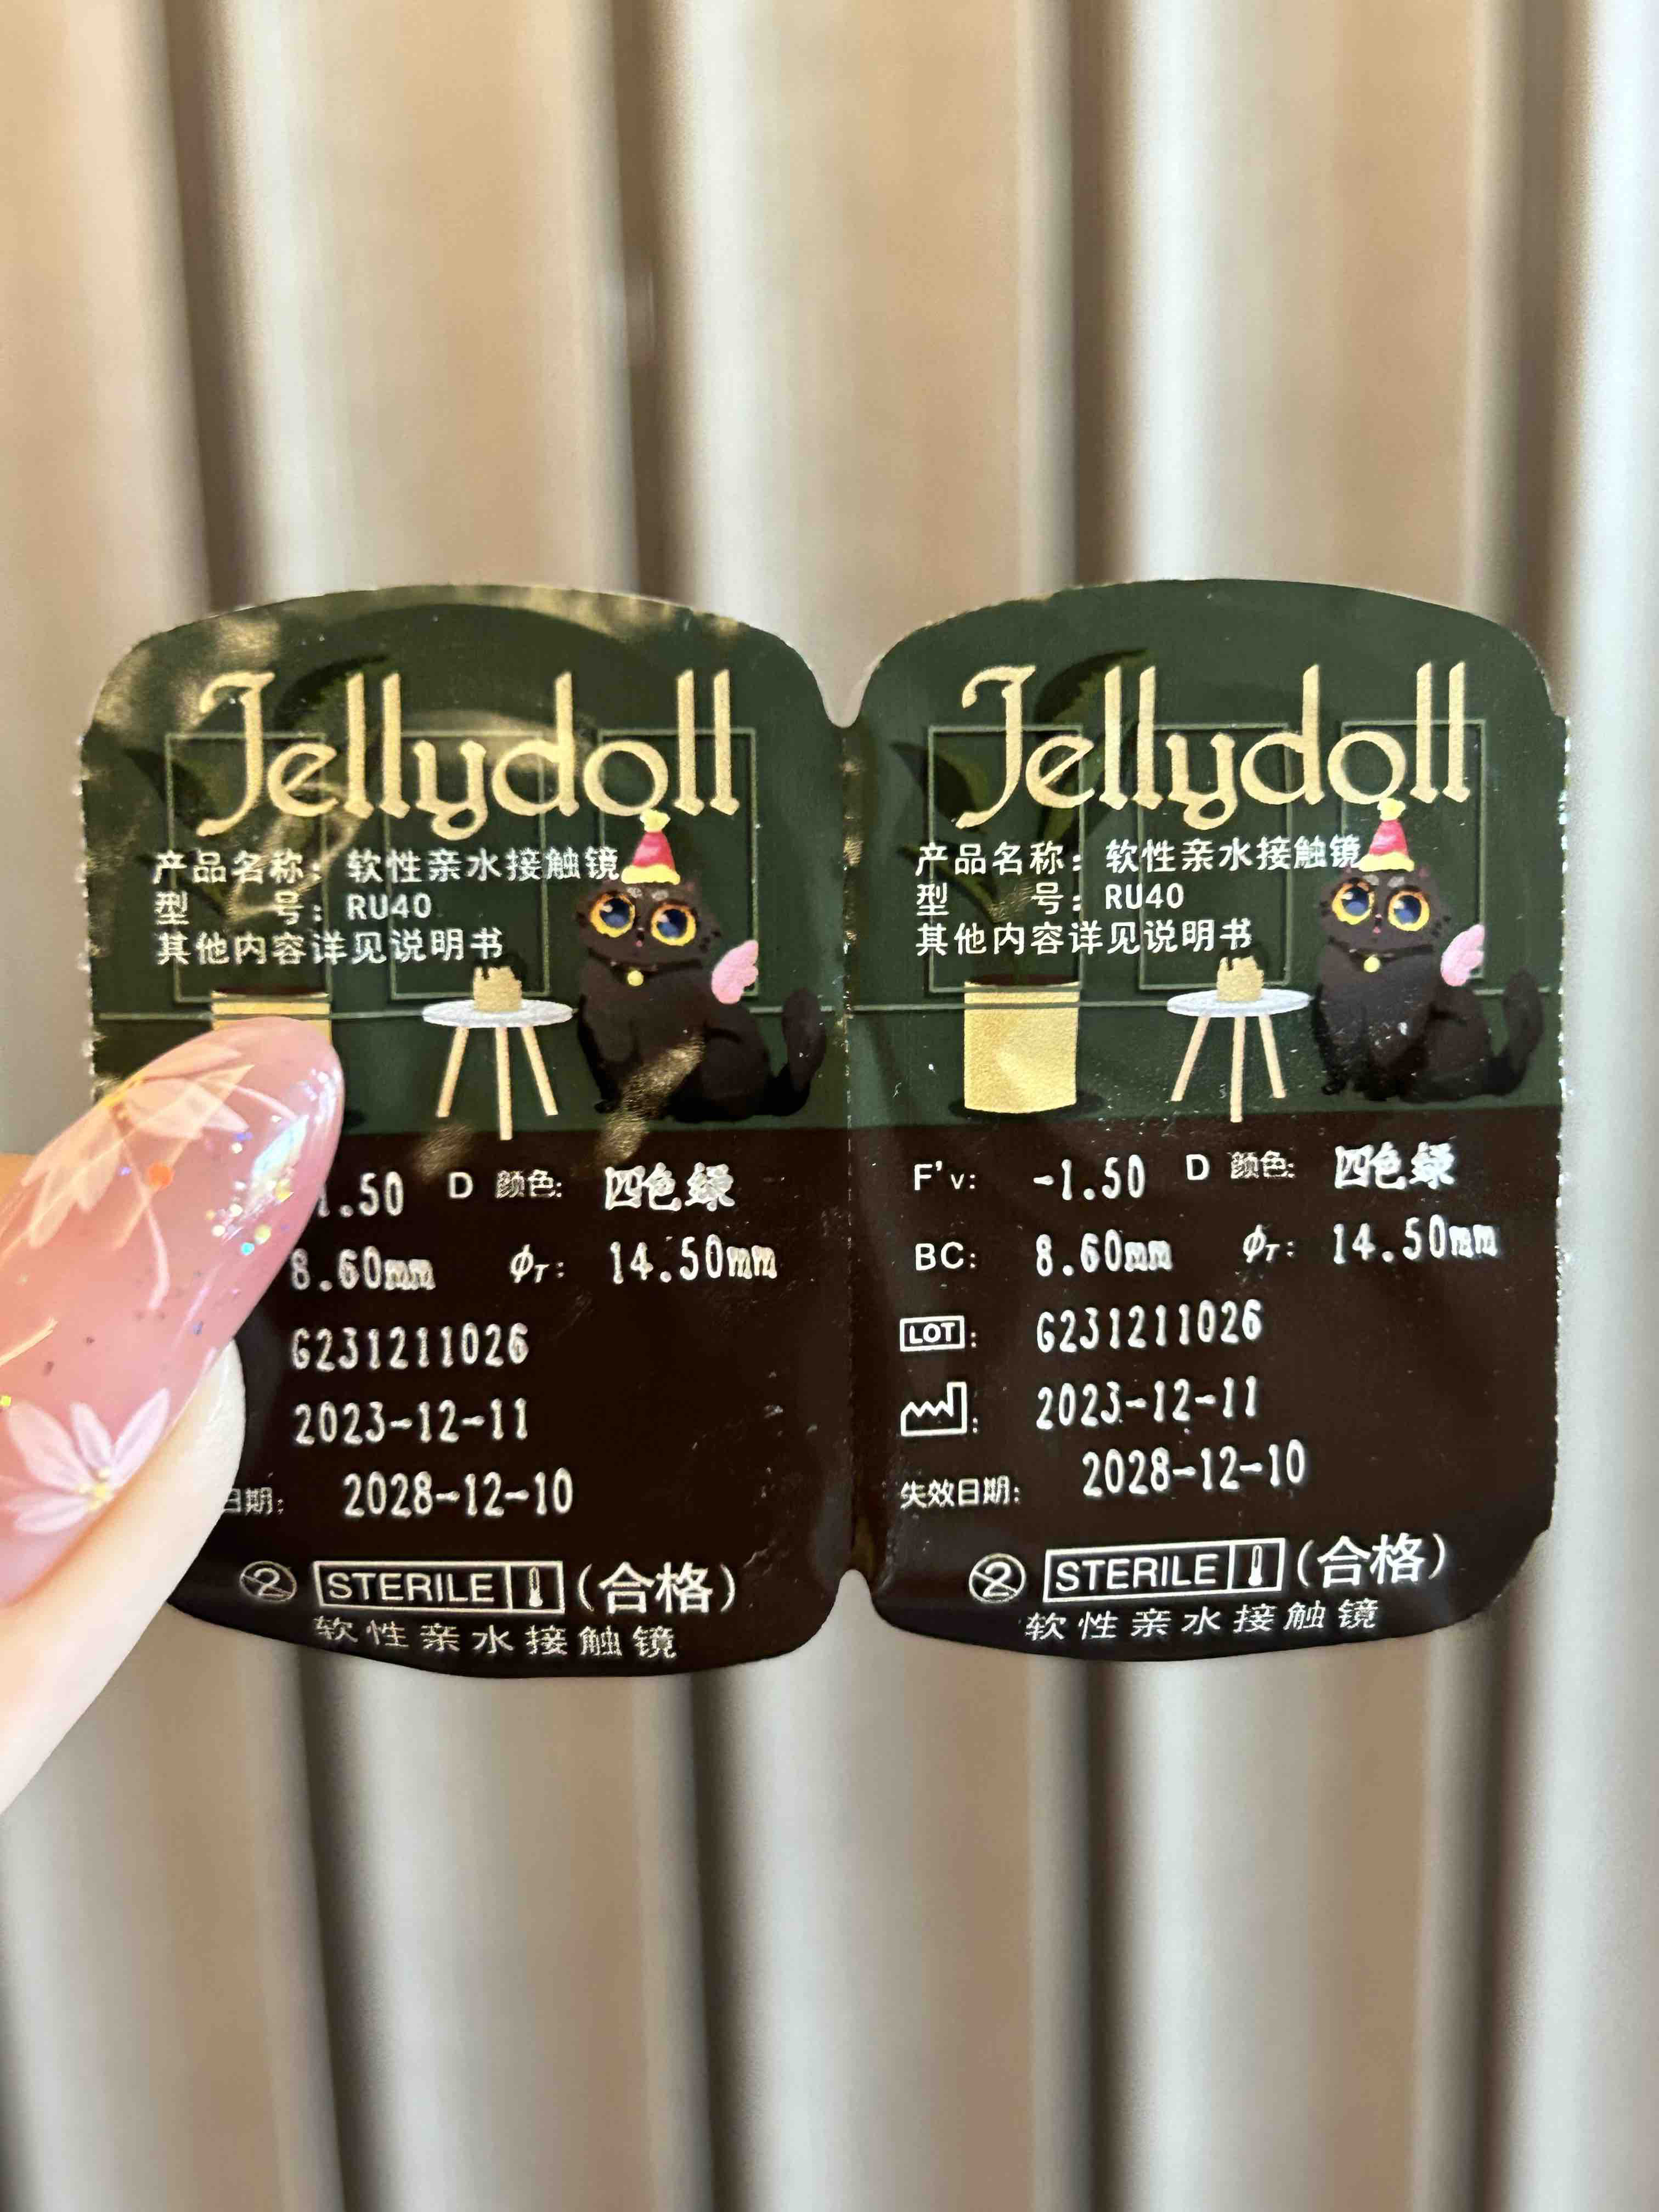 Jellydoll
产品名称：软性亲水接触镜
型 号：RU40
其他内容详见说明书
1.50 D 颜色: 四色绿
8.60mm ϕT: 14.50mm
G231211026
2023-12-11
日期: 2028-12-10
2 STERILE (合格)
软性亲水接触镜
Jellydoll
产品名称：软性亲水接触镜
型 号：RU40
其他内容详见说明书
F'v: -1.50 D 颜色: 四色绿
BC: 8.60mm ϕT: 14.50mm
LOT: G231211026
: 2023-12-11
失效日期: 2028-12-10
2 STERILE (合格)
软性亲水接触镜